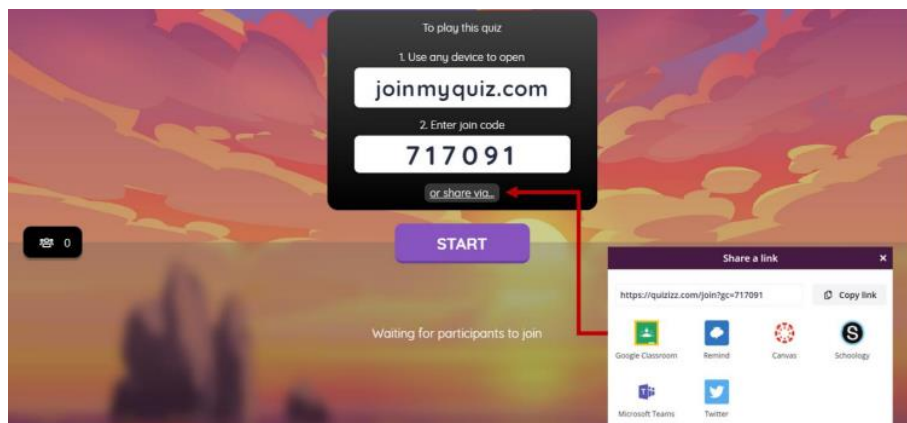 To play this quiz
1. Use any device to open
joinmyquiz.com
2. Enter join code
717091
or share via...
START
0
Waiting for participants to join
Share a link
×
https://quizizz.com/join?gc=717091
Copy link
Google Classroom
Remind
Canvas
Schoology
Microsoft Teams
Twitter